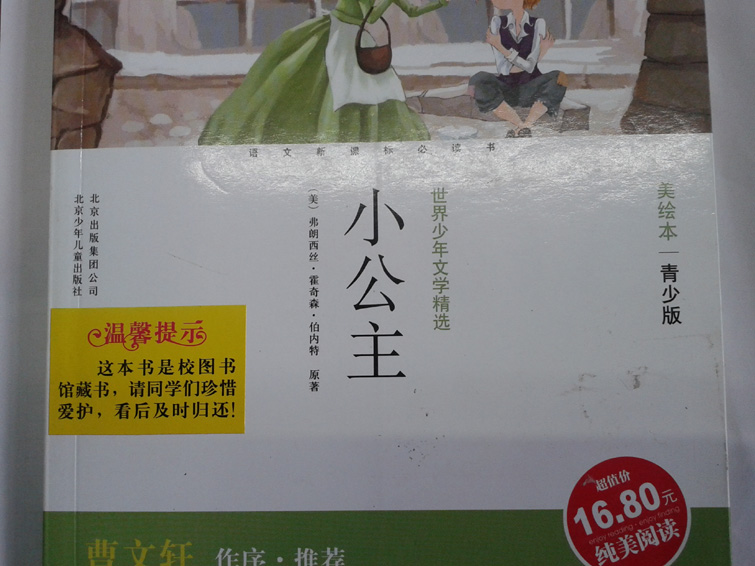 语文新课标必读书
美绘本｜青少版
世界少年文学精选
小公主
（美）弗朗西丝·霍奇森·伯内特 原著
北京出版集团公司
北京少年儿童出版社
温馨提示
这本书是校图书
馆藏书，请同学们珍惜
爱护，看后及时归还！
超值价
16.80元
enjoy reading · enjoy finding
纯美阅读
曹文轩 作序·推荐